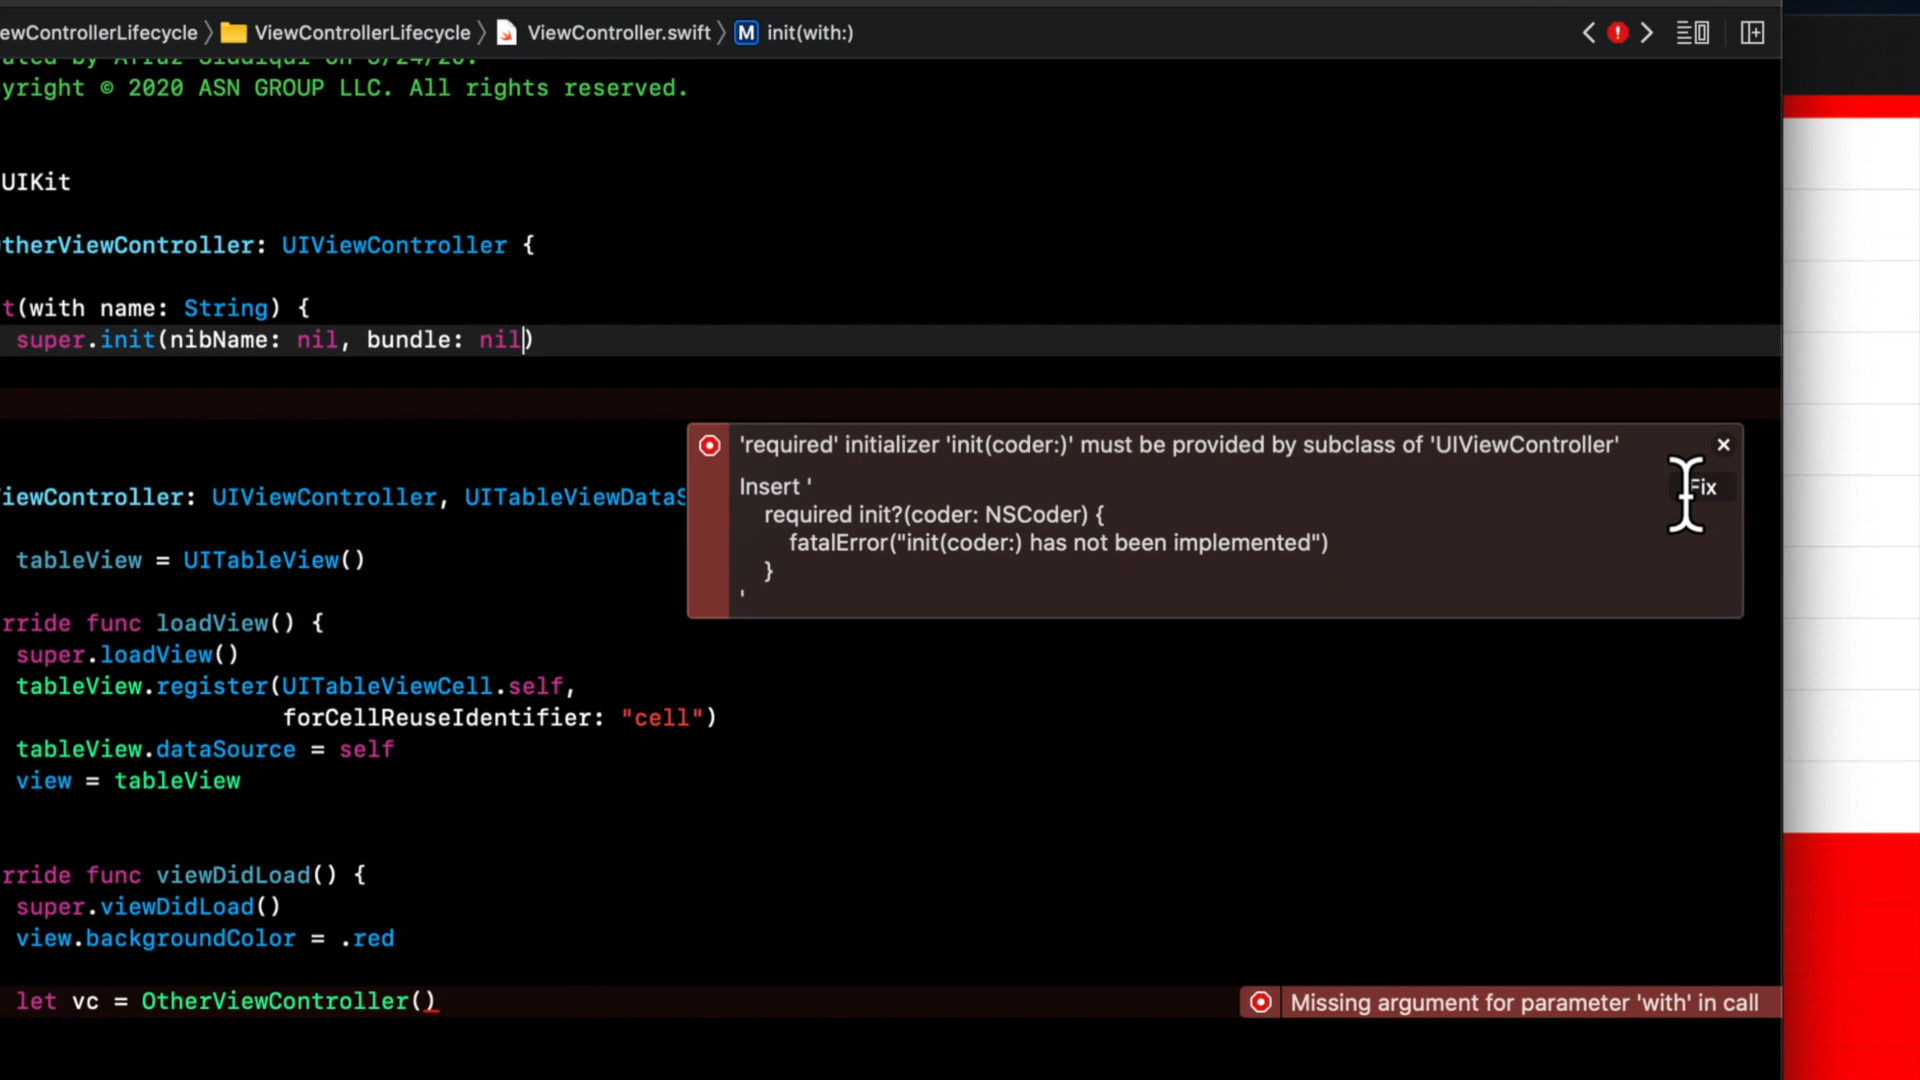 ewControllerLifecycle 〉 ViewControllerLifecycle 〉 ViewController.swift 〉 M init(with:)
yright © 2020 ASN GROUP LLC. All rights reserved.
UIKit
therViewController: UIViewController {
t(with name: String) {
super.init(nibName: nil, bundle: nil)
'required' initializer 'init(coder:)' must be provided by subclass of 'UIViewController'
Insert '
Fix
required init?(coder: NSCoder) {
fatalError("init(coder:) has not been implemented")
}
'
iewController: UIViewController, UITableViewDataS
tableView = UITableView()
rride func loadView() {
super.loadView()
tableView.register(UITableViewCell.self,
forCellReuseIdentifier: "cell")
tableView.dataSource = self
view = tableView
rride func viewDidLoad() {
super.viewDidLoad()
view.backgroundColor = .red
let vc = OtherViewController()
Missing argument for parameter 'with' in call